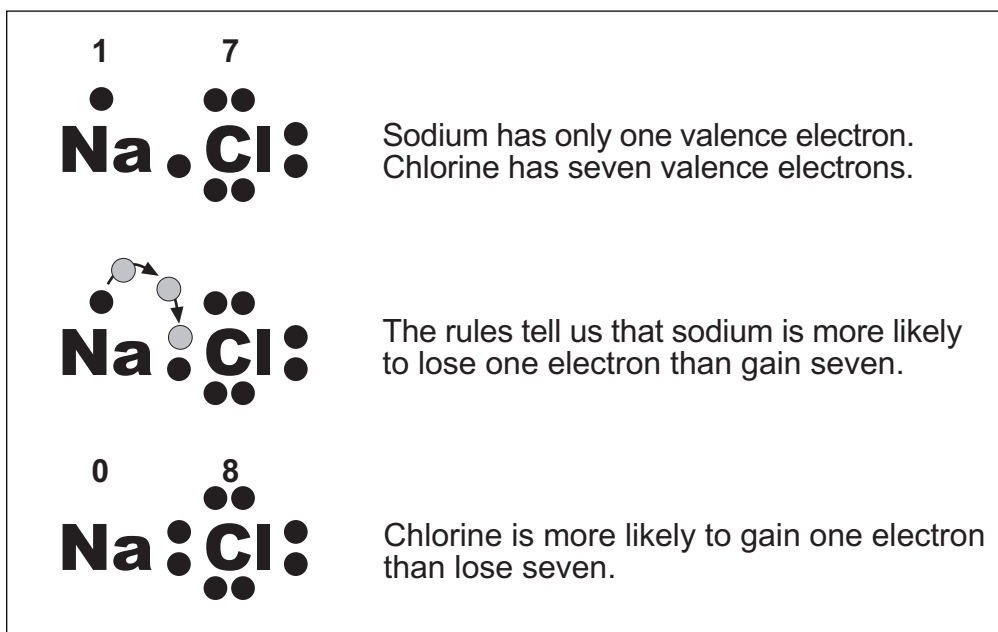 1 7
Na Cl
Sodium has only one valence electron.
Chlorine has seven valence electrons.
Na Cl
The rules tell us that sodium is more likely
to lose one electron than gain seven.
0 8
Na Cl
Chlorine is more likely to gain one electron
than lose seven.